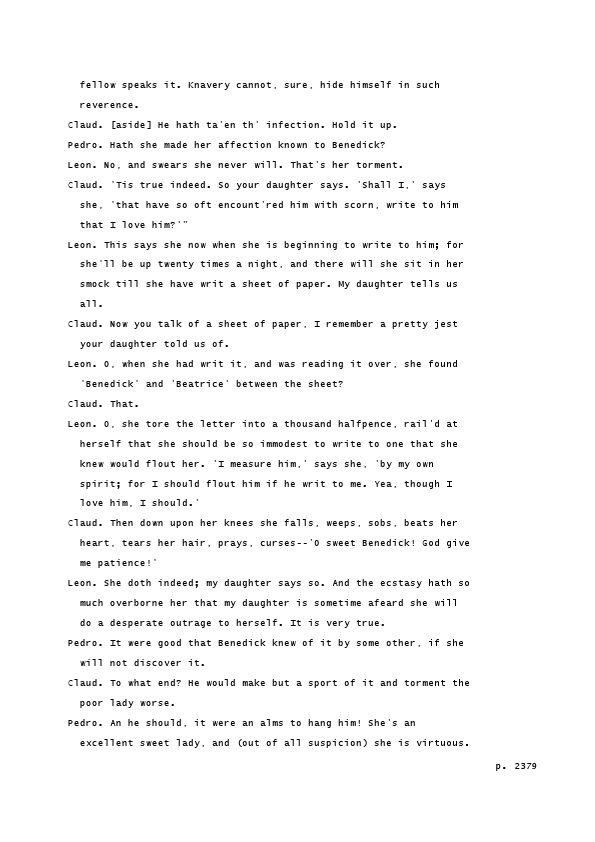 fellow speaks it. Knavery cannot, sure, hide himself in such
reverence.
Claud. [aside] He hath ta'en th' infection. Hold it up.
Pedro. Hath she made her affection known to Benedick?
Leon. No, and swears she never will. That's her torment.
Claud. 'Tis true indeed. So your daughter says. 'Shall I,' says
she, 'that have so oft encount'red him with scorn, write to him
that I love him?'"
Leon. This says she now when she is beginning to write to him; for
she'll be up twenty times a night, and there will she sit in her
smock till she have writ a sheet of paper. My daughter tells us
all.
Claud. Now you talk of a sheet of paper, I remember a pretty jest
your daughter told us of.
Leon. O, when she had writ it, and was reading it over, she found
'Benedick' and 'Beatrice' between the sheet?
Claud. That.
Leon. O, she tore the letter into a thousand halfpence, rail'd at
herself that she should be so immodest to write to one that she
knew would flout her. 'I measure him,' says she, 'by my own
spirit; for I should flout him if he writ to me. Yea, though I
love him, I should.'
Claud. Then down upon her knees she falls, weeps, sobs, beats her
heart, tears her hair, prays, curses--'O sweet Benedick! God give
me patience!'
Leon. She doth indeed; my daughter says so. And the ecstasy hath so
much overborne her that my daughter is sometime afeard she will
do a desperate outrage to herself. It is very true.
Pedro. It were good that Benedick knew of it by some other, if she
will not discover it.
Claud. To what end? He would make but a sport of it and torment the
poor lady worse.
Pedro. An he should, it were an alms to hang him! She's an
excellent sweet lady, and (out of all suspicion) she is virtuous.
p. 2379